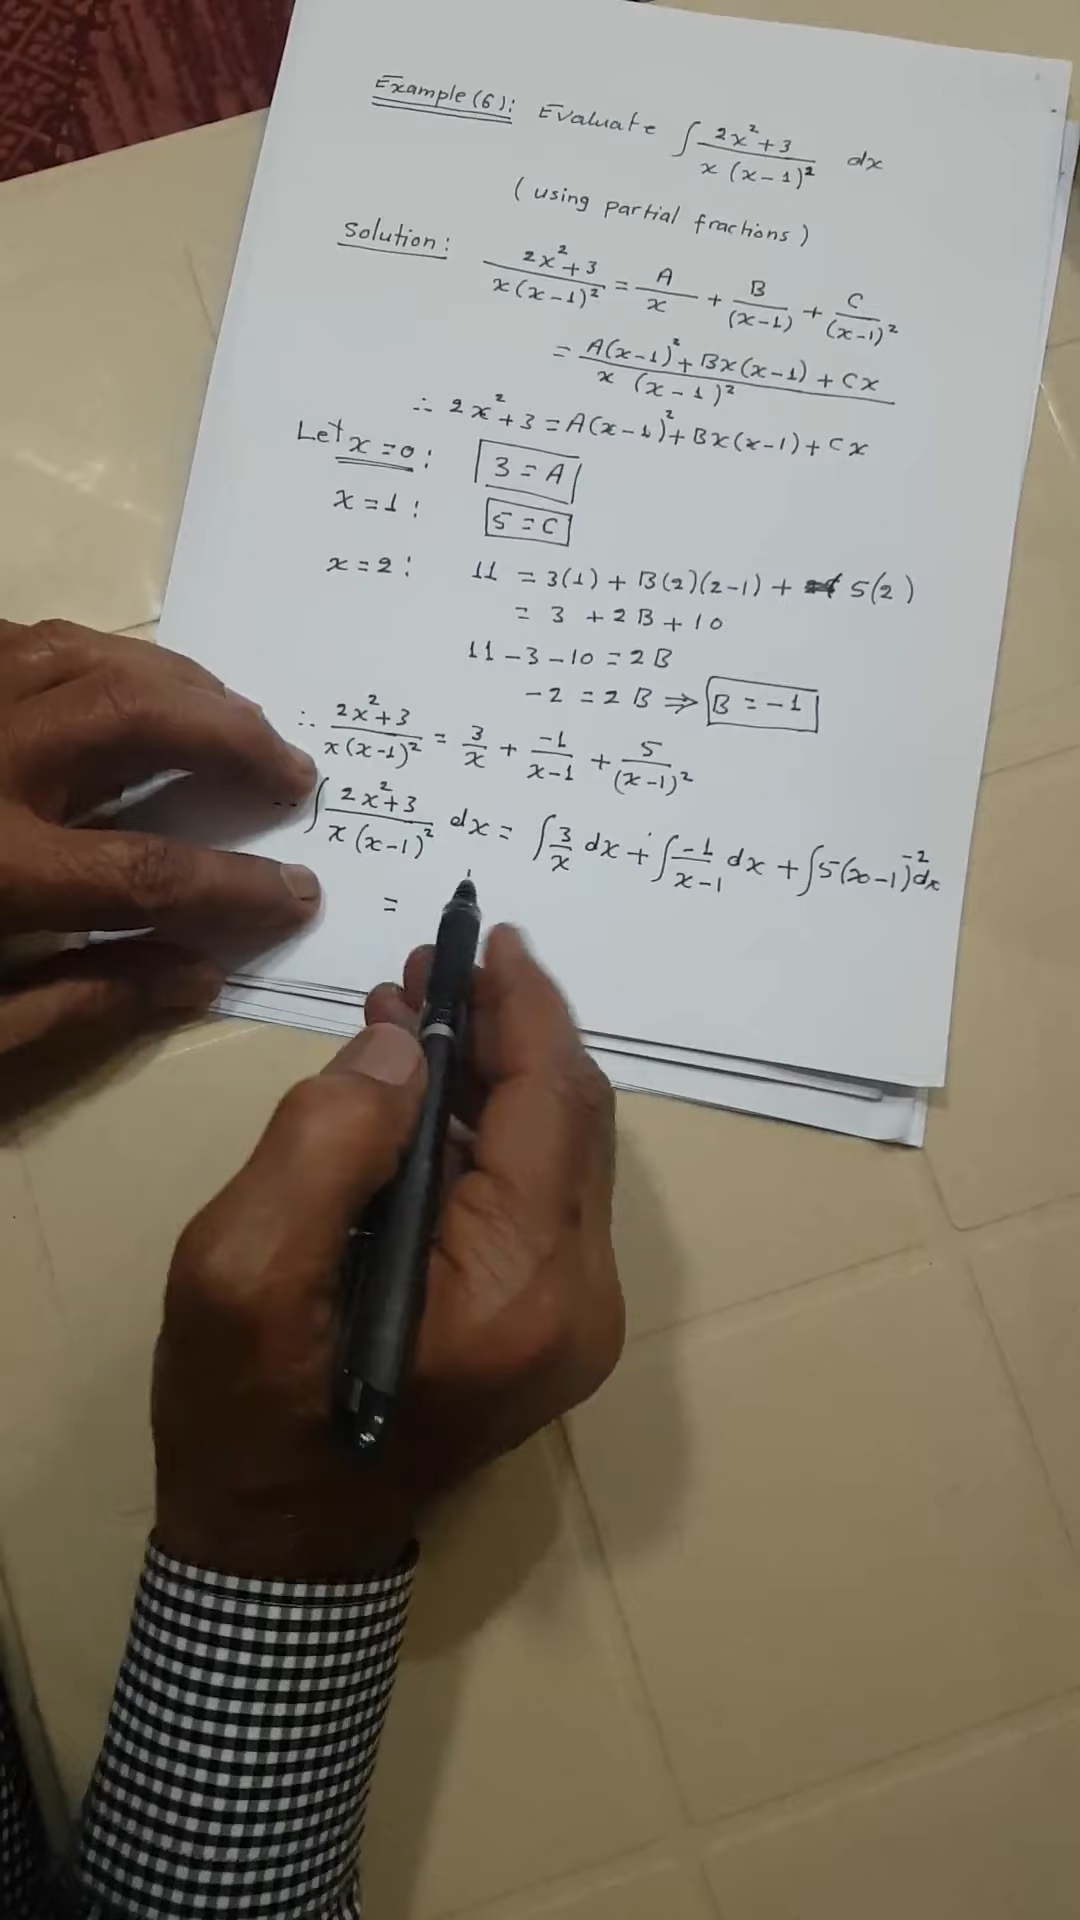 Example (6): Evaluate ∫ (2x²+3)/(x(x-1)²) dx
(using partial fractions)
Solution: (2x²+3)/(x(x-1)²) = A/x + B/(x-1) + C/(x-1)²
= (A(x-1)² + Bx(x-1) + Cx)/(x(x-1)²)
∴ 2x²+3 = A(x-1)² + Bx(x-1) + Cx
Let x=0: 3 = A
x=1: 5 = C
x=2: 11 = 3(1) + B(2)(2-1) + 5(2)
= 3 + 2B + 10
11-3-10 = 2B
-2 = 2B ⇒ B = -1
∴ (2x²+3)/(x(x-1)²) = 3/x + -1/(x-1) + 5/(x-1)²
∫ (2x²+3)/(x(x-1)²) dx = ∫ 3/x dx + ∫ -1/(x-1) dx + ∫ 5(x-1)⁻² dx
=